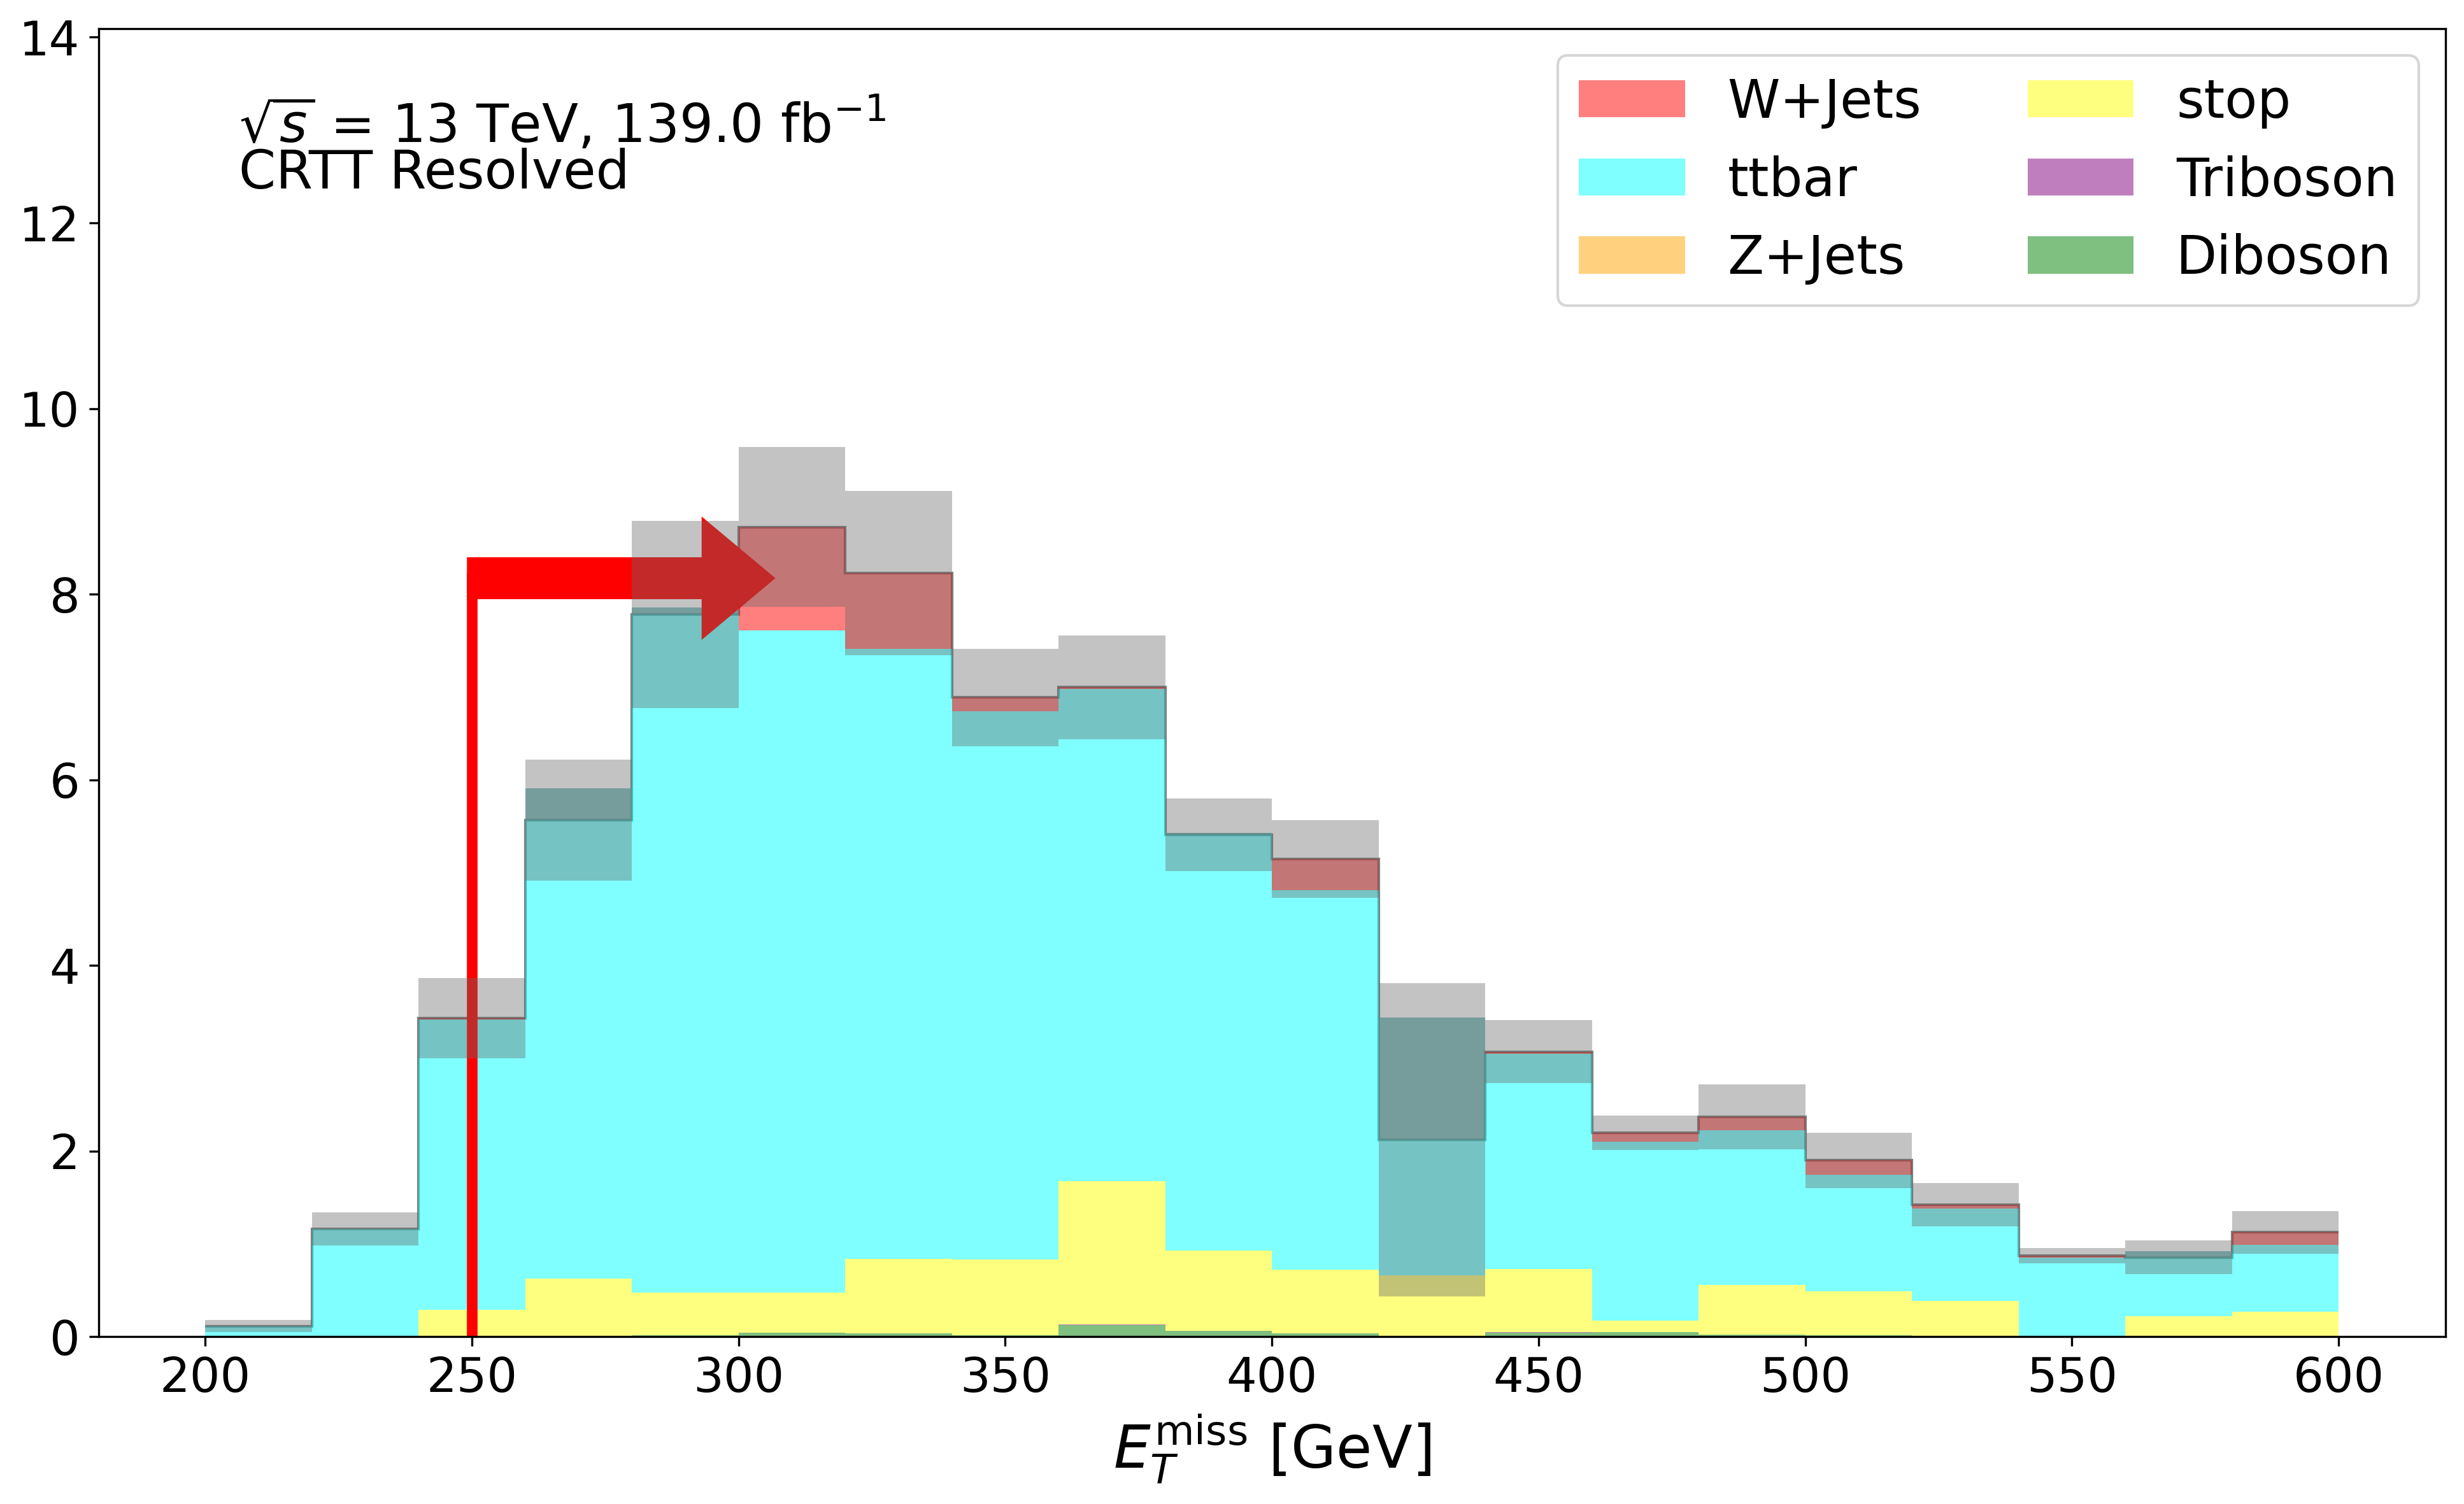 14
12
10
8
6
4
2
0
√s = 13 TeV, 139.0 fb⁻¹
CRTT Resolved
W+Jets
ttbar
Z+Jets
stop
Triboson
Diboson
200 250 300 350 400 450 500 550 600
E_T^miss [GeV]